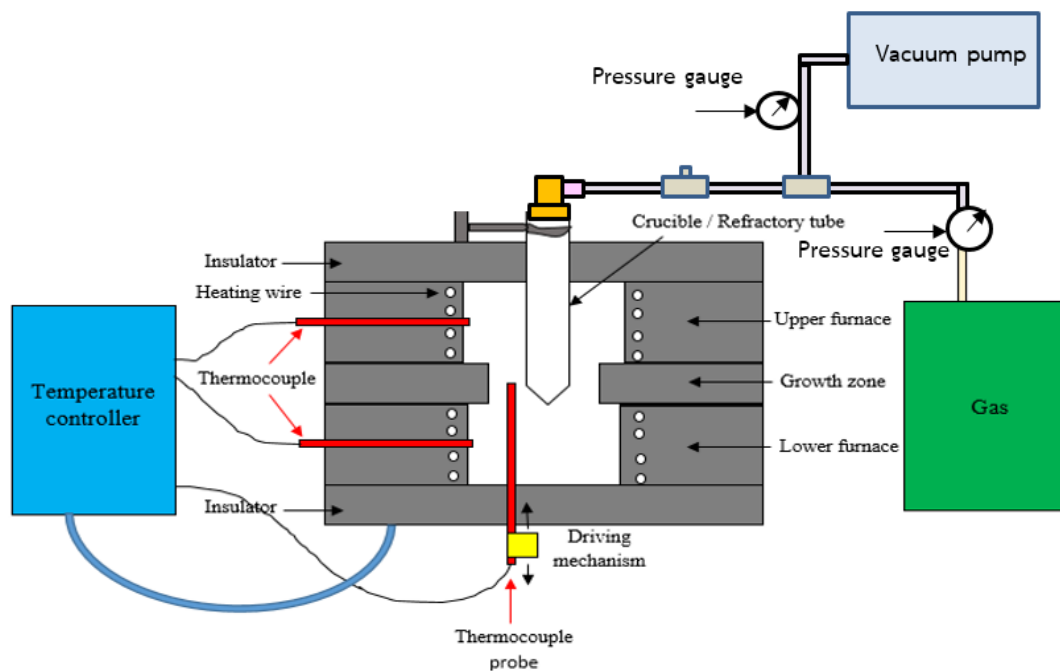 Vacuum pump
Pressure gauge
Crucible / Refractory tube
Pressure gauge
Insulator
Heating wire
Upper furnace
Thermocouple
Growth zone
Temperature
controller
Gas
Lower furnace
Insulator
Driving
mechanism
Thermocouple
probe